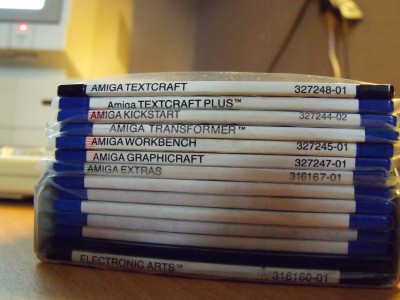 AMIGA TEXTCRAFT 327248-01
Amiga TEXTCRAFT PLUS™
AMIGA KICKSTART 327244-02
AMIGA TRANSFORMER™
AMIGA WORKBENCH 327245-01
AMIGA GRAPHICRAFT 327247-01
AMIGA EXTRAS 316167-01
ELECTRONIC ARTS™ 316160-01